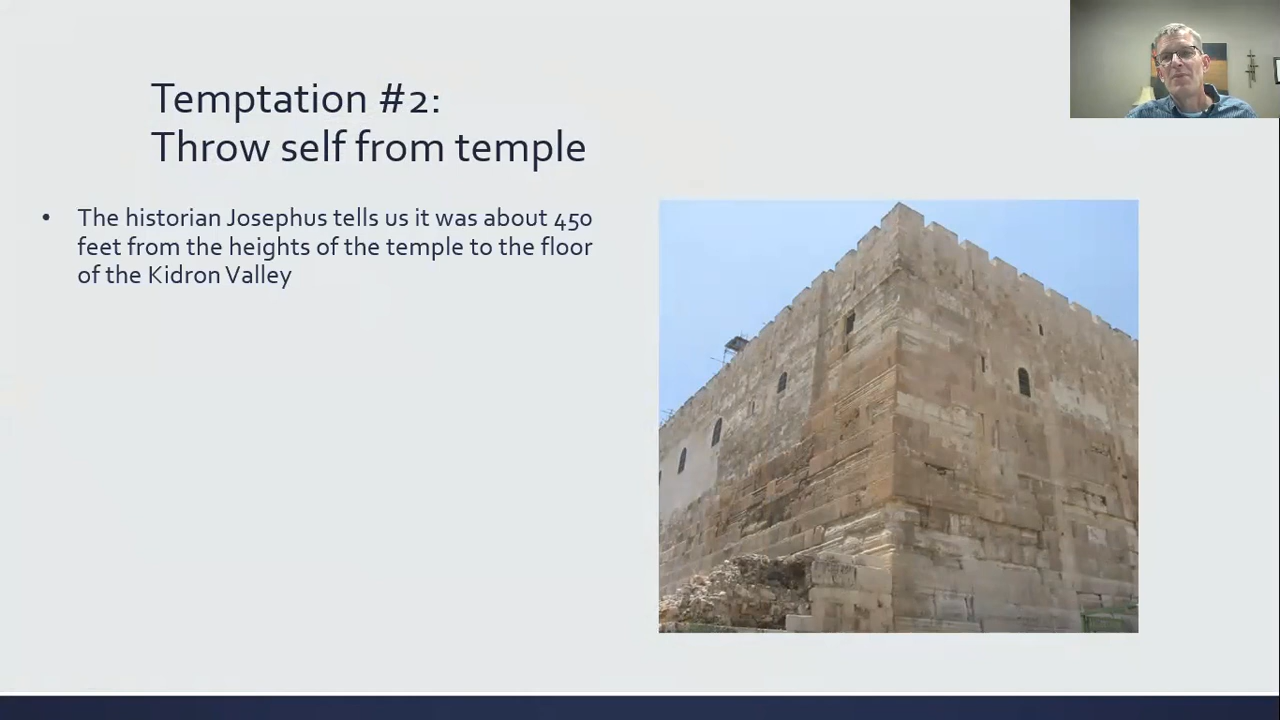 Temptation #2:
Throw self from temple
• The historian Josephus tells us it was about 450
feet from the heights of the temple to the floor
of the Kidron Valley